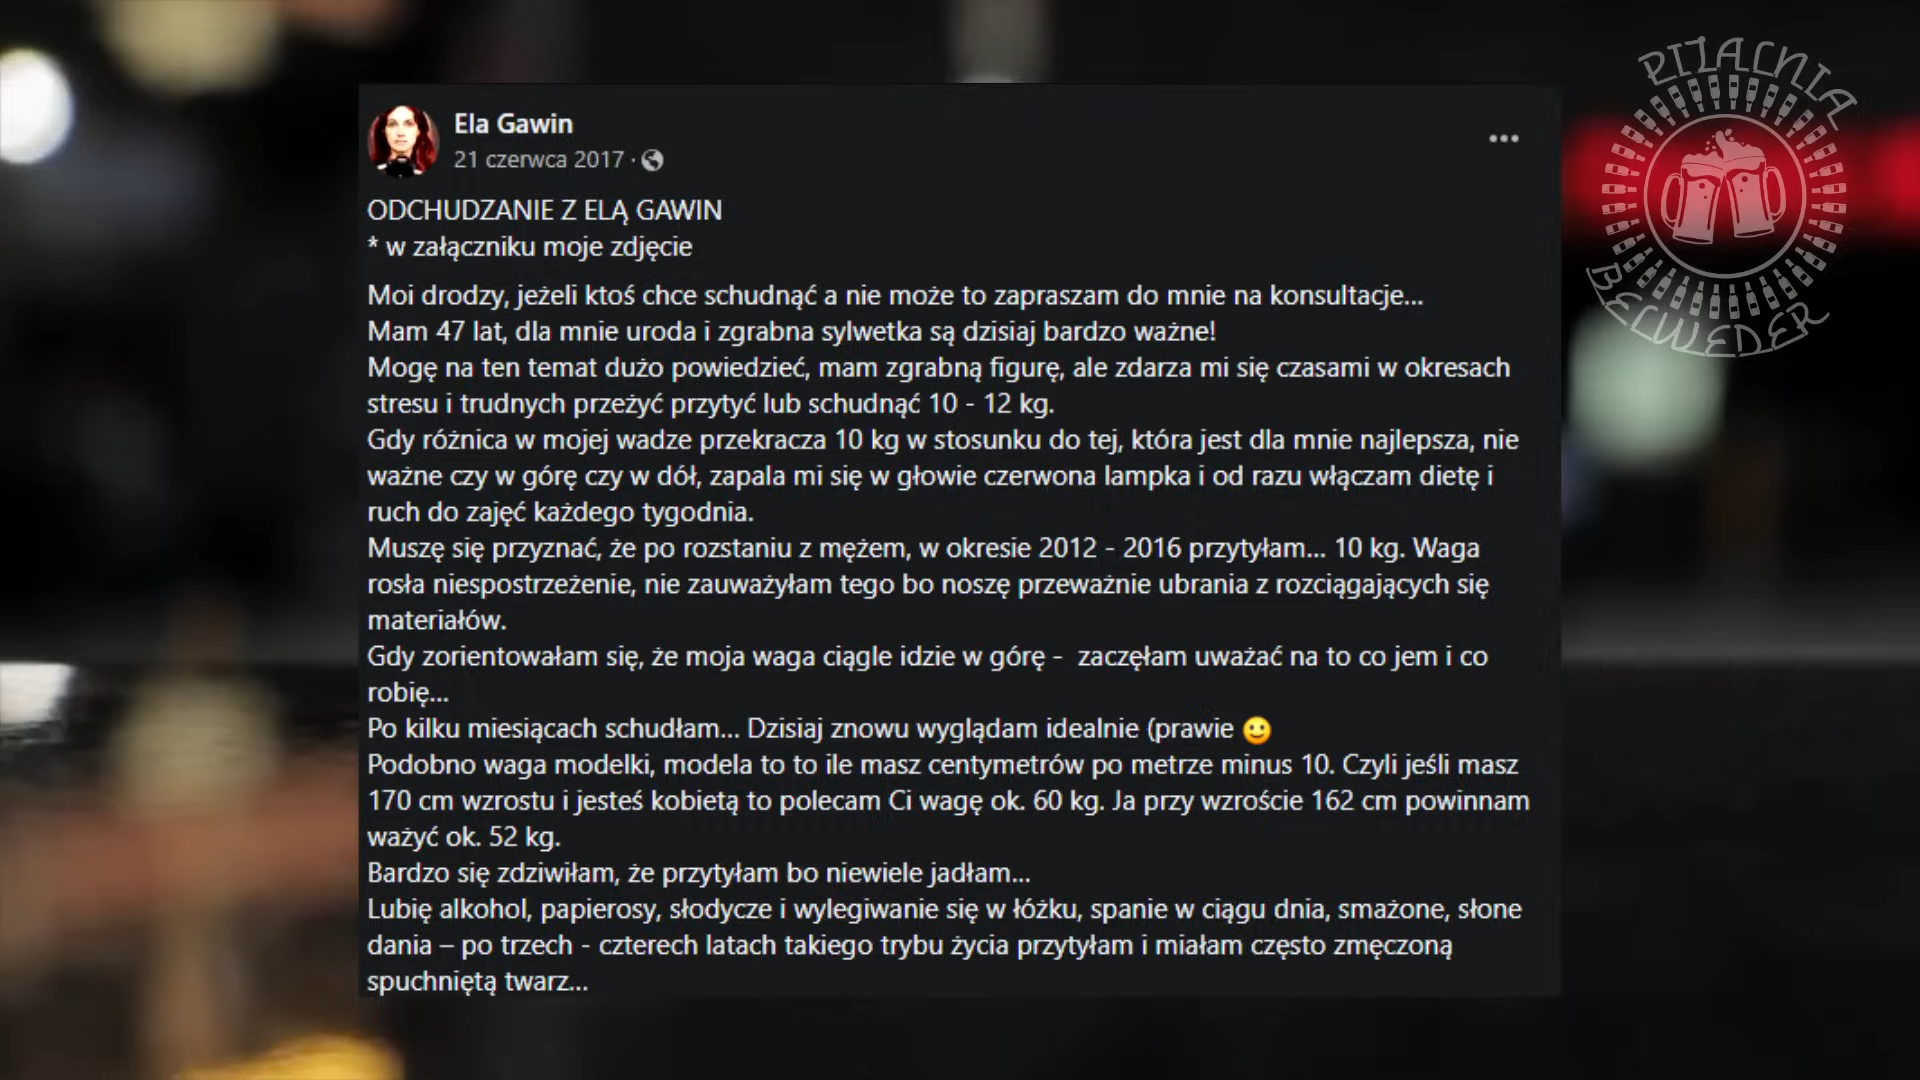 PIJALNIA
BELWEDER
Ela Gawin
21 czerwca 2017 ·
ODCHUDZANIE Z ELĄ GAWIN
* w załączniku moje zdjęcie
Moi drodzy, jeżeli ktoś chce schudnąć a nie może to zapraszam do mnie na konsultacje...
Mam 47 lat, dla mnie uroda i zgrabna sylwetka są dzisiaj bardzo ważne!
Mogę na ten temat dużo powiedzieć, mam zgrabną figurę, ale zdarza mi się czasami w okresach
stresu i trudnych przeżyć przytyć lub schudnąć 10 - 12 kg.
Gdy różnica w mojej wadze przekracza 10 kg w stosunku do tej, która jest dla mnie najlepsza, nie
ważne czy w górę czy w dół, zapala mi się w głowie czerwona lampka i od razu włączam dietę i
ruch do zajęć każdego tygodnia.
Muszę się przyznać, że po rozstaniu z mężem, w okresie 2012 - 2016 przytyłam... 10 kg. Waga
rosła niespostrzeżenie, nie zauważyłam tego bo noszę przeważnie ubrania z rozciągających się
materiałów.
Gdy zorientowałam się, że moja waga ciągle idzie w górę - zaczęłam uważać na to co jem i co
robię...
Po kilku miesiącach schudłam... Dzisiaj znowu wyglądam idealnie (prawie 🙂
Podobno waga modelki, modela to to ile masz centymetrów po metrze minus 10. Czyli jeśli masz
170 cm wzrostu i jesteś kobietą to polecam Ci wagę ok. 60 kg. Ja przy wzroście 162 cm powinnam
ważyć ok. 52 kg.
Bardzo się zdziwiłam, że przytyłam bo niewiele jadłam...
Lubię alkohol, papierosy, słodycze i wylegiwanie się w łóżku, spanie w ciągu dnia, smażone, słone
dania – po trzech - czterech latach takiego trybu życia przytyłam i miałam często zmęczoną
spuchniętą twarz...